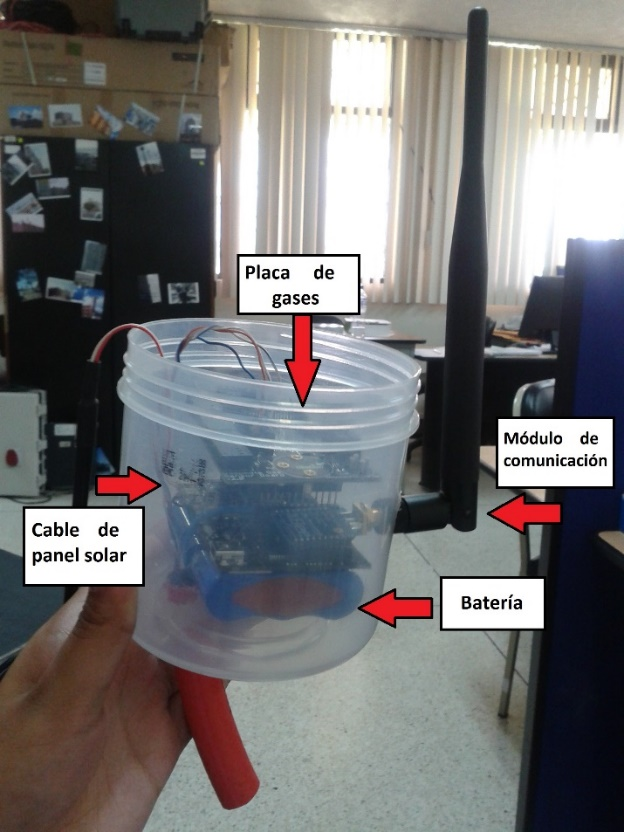 Placa de
gases
Módulo de
comunicación
Cable de
panel solar
Batería